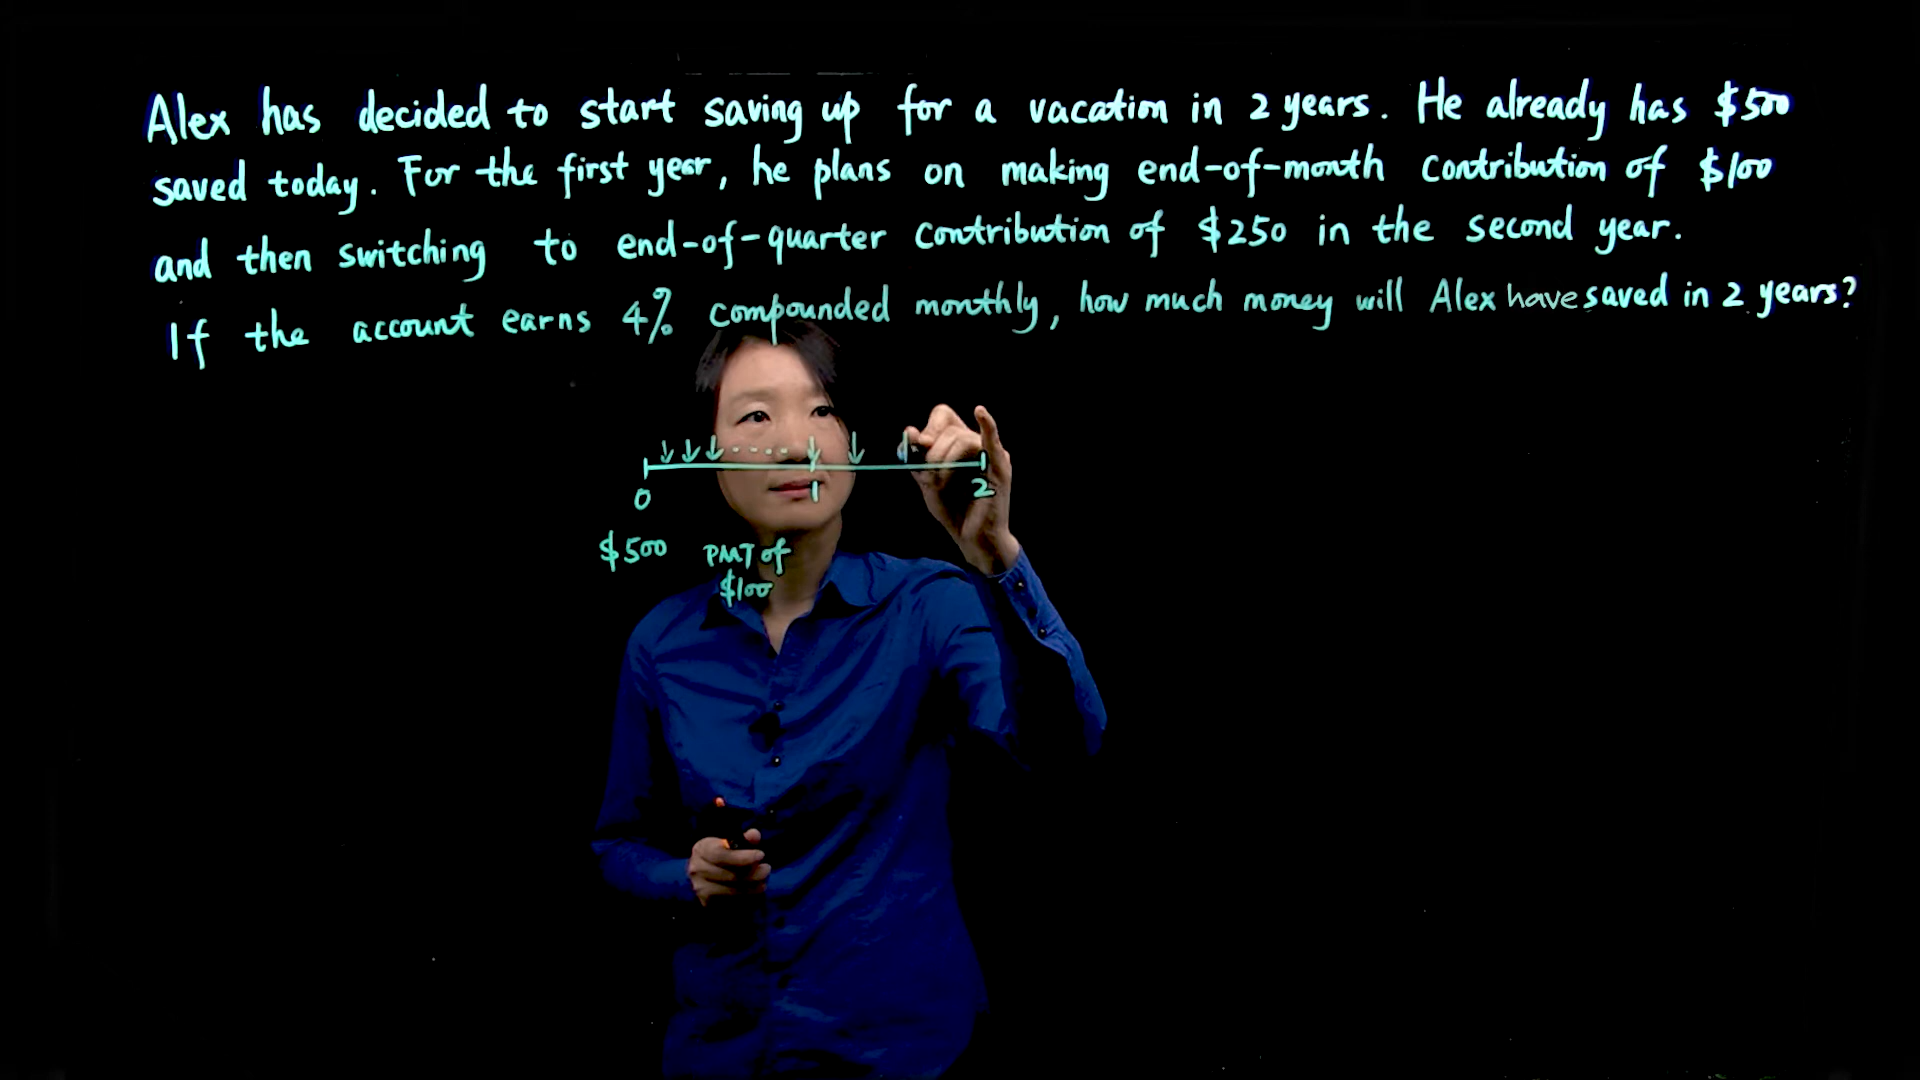 Alex has decided to start saving up for a vacation in 2 years. He already has $500
saved today. For the first year, he plans on making end-of-month contribution of $100
and then switching to end-of-quarter contribution of $250 in the second year.
If the account earns 4% compounded monthly, how much money will Alex have saved in 2 years?
0 1 2
$500 PMT of
$100